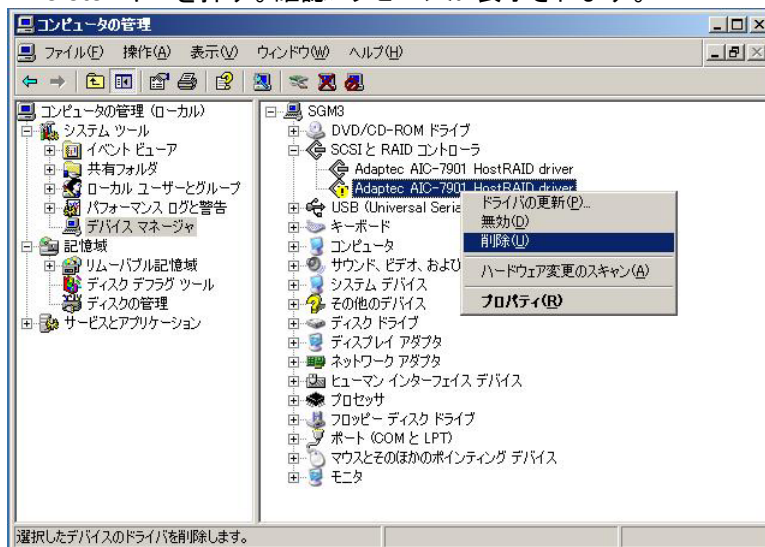 コンピュータの管理
ファイル(F) 操作(A) 表示(V) ウィンドウ(W) ヘルプ(H)
コンピュータの管理 (ローカル)
システム ツール
イベント ビューア
共有フォルダ
ローカル ユーザーとグループ
パフォーマンス ログと警告
デバイス マネージャ
記憶域
リムーバブル記憶域
ディスク デフラグ ツール
ディスクの管理
サービスとアプリケーション
SGM3
DVD/CD-ROM ドライブ
SCSI と RAID コントローラ
Adaptec AIC-7901 HostRAID driver
Adaptec AIC-7901 HostRAID driver
USB (Universal Seria
キーボード
コンピュータ
サウンド、ビデオ、および
システム デバイス
その他のデバイス
ディスク ドライブ
ディスプレイ アダプタ
ネットワーク アダプタ
ヒューマン インターフェイス デバイス
プロセッサ
フロッピー ディスク ドライブ
ポート (COM と LPT)
マウスとそのほかのポインティング デバイス
モニタ
ドライバの更新(P)...
無効(D)
削除(U)
ハードウェア変更のスキャン(A)
プロパティ(R)
選択したデバイスのドライバを削除します。